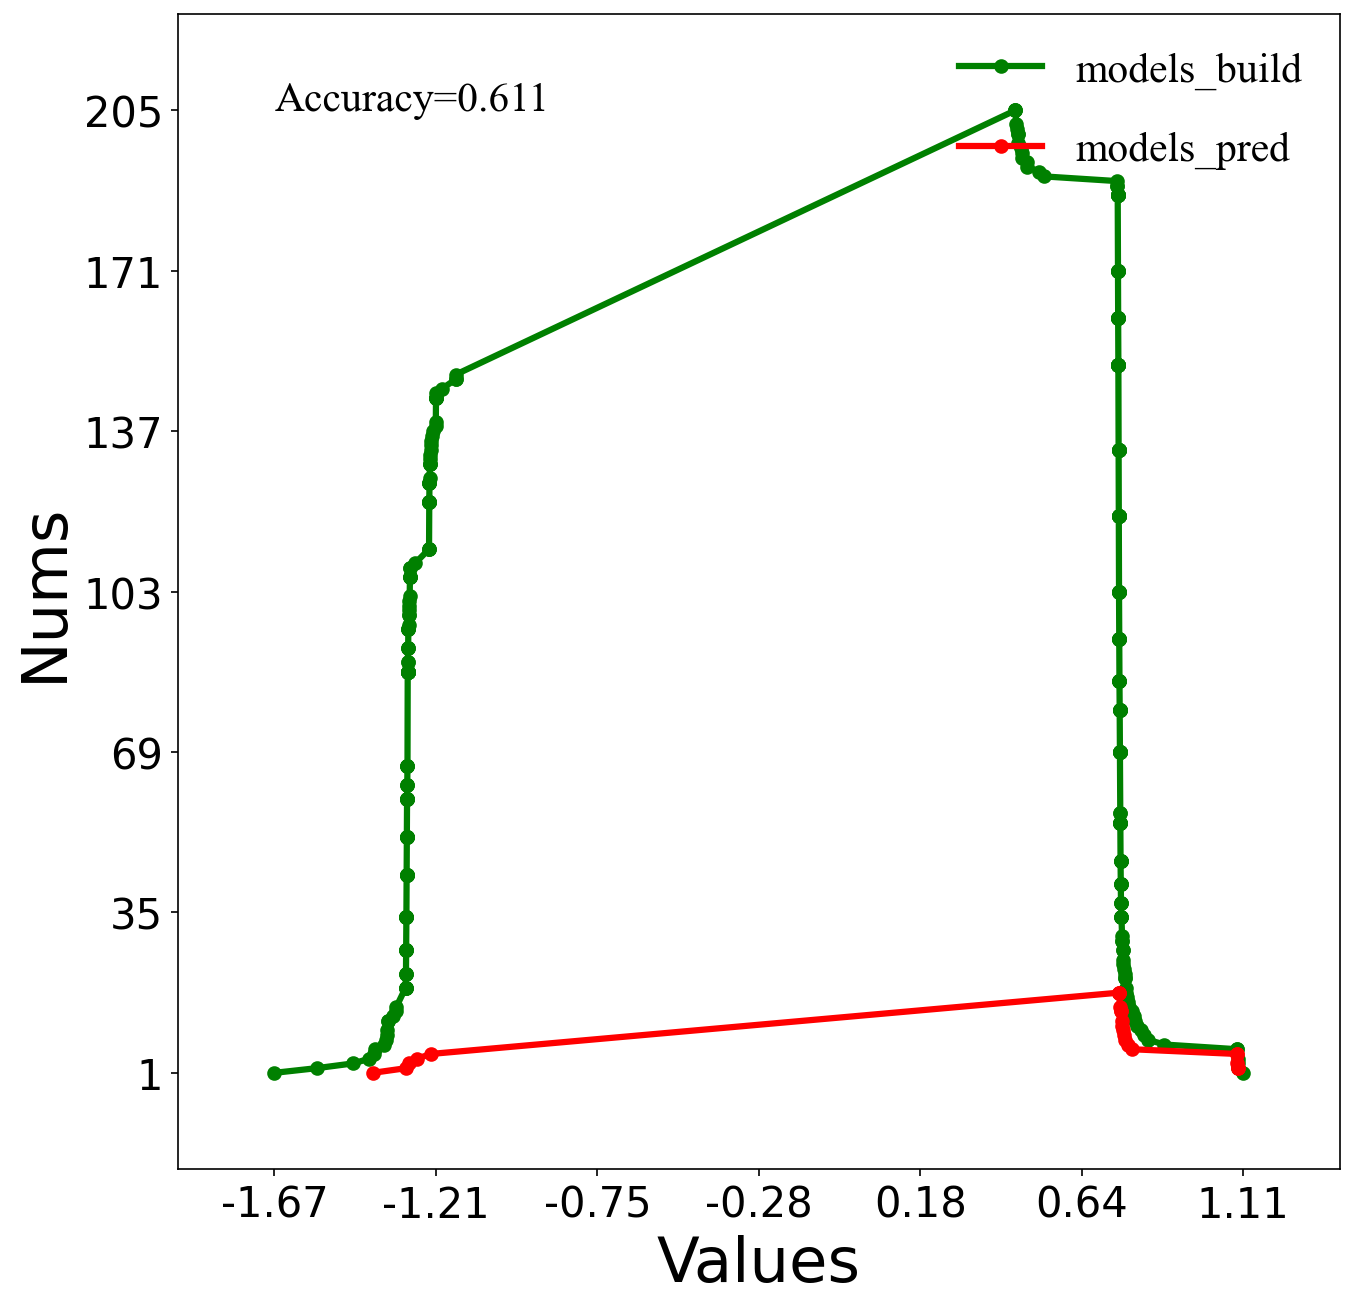 Accuracy=0.611
models_build
models_pred
205
171
137
103
69
35
1
Nums
-1.67 -1.21 -0.75 -0.28 0.18 0.64 1.11
Values